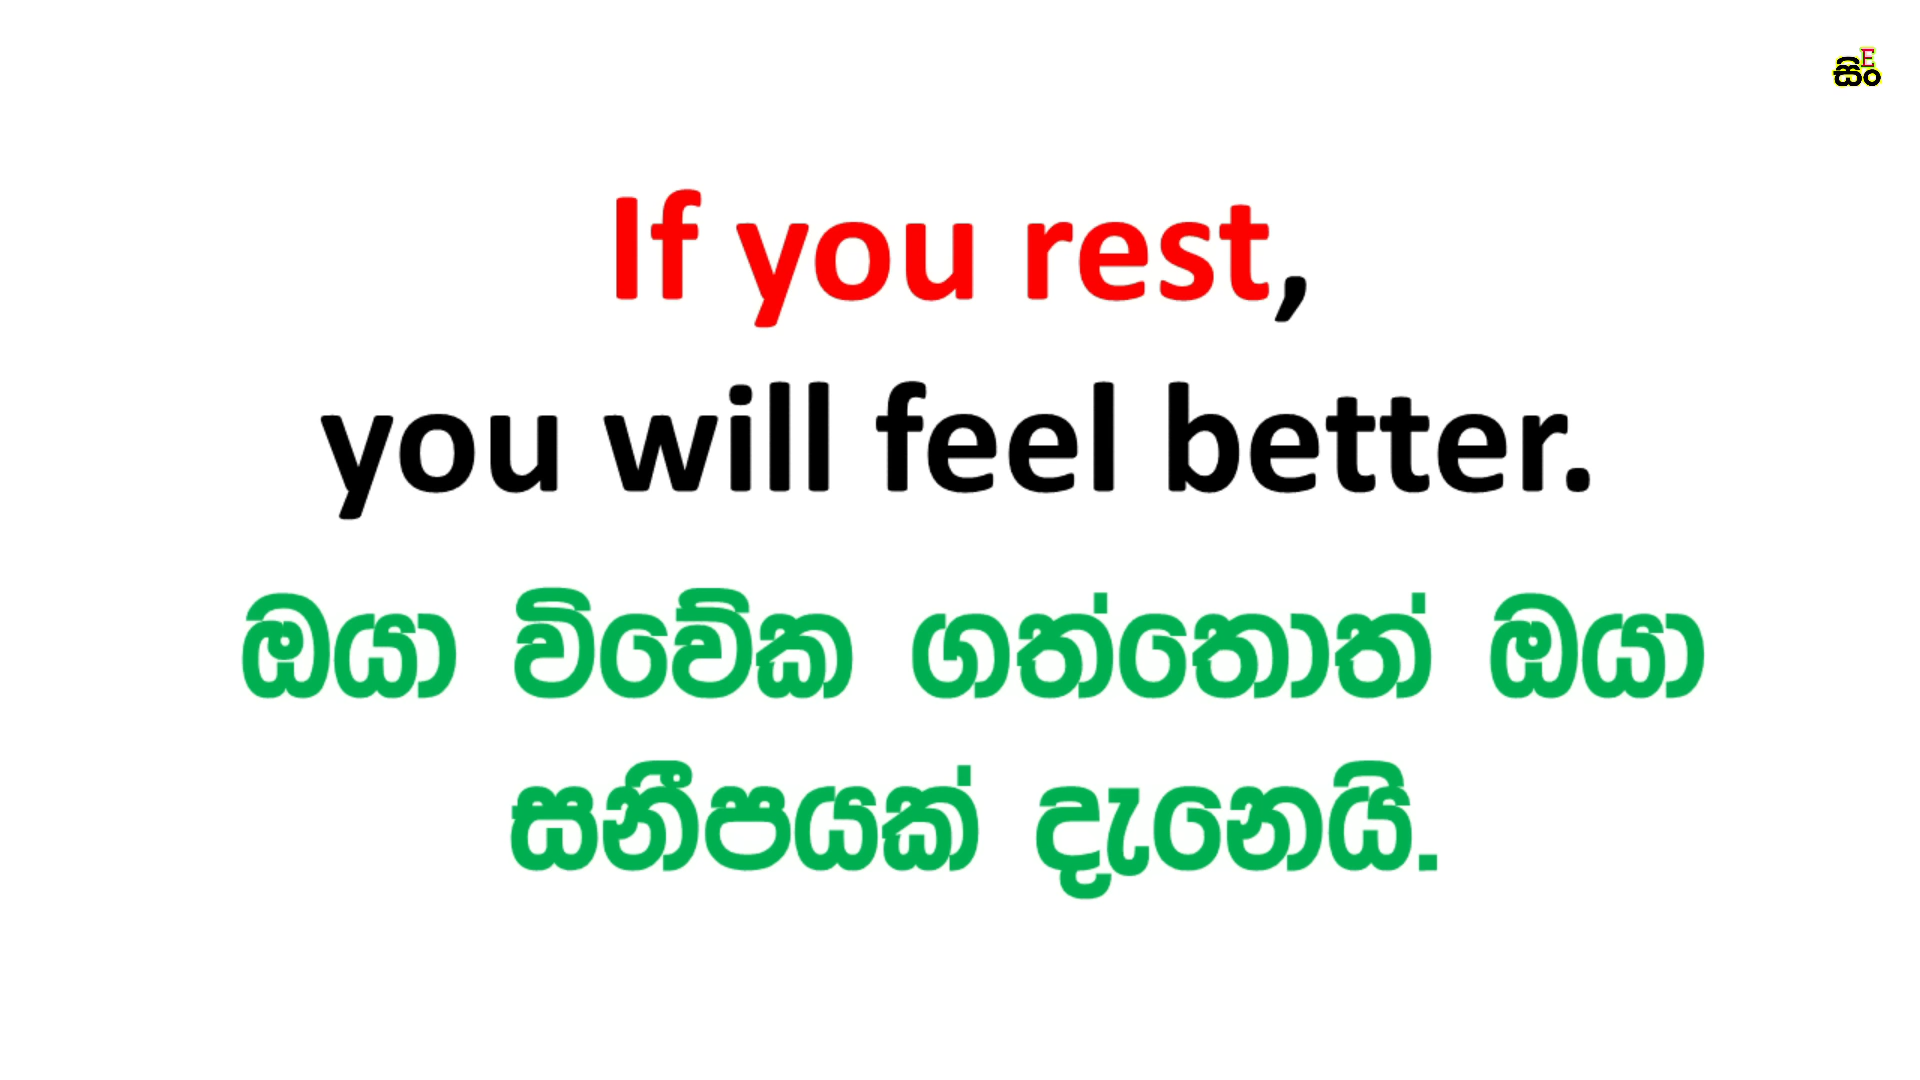 සිංE
If you rest,
you will feel better.
ඔයා විවේක ගත්තොත් ඔයා
සනීපයක් දැනෙයි.